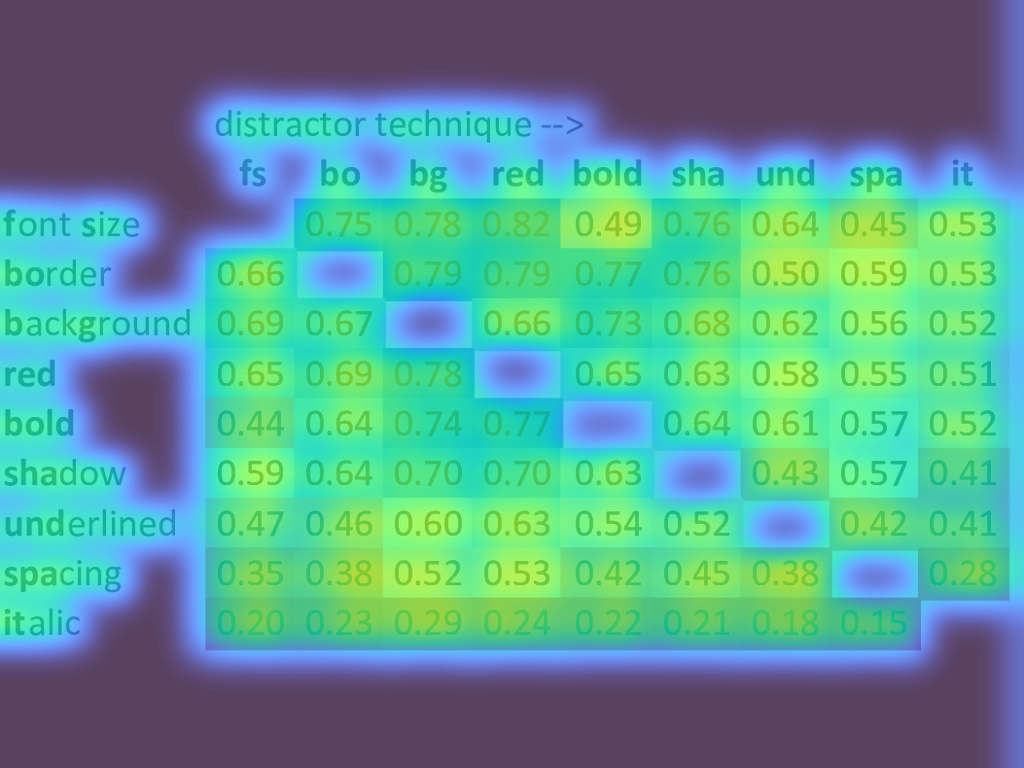 distractor technique -->
fs bo bg red bold sha und spa it
font size 0.75 0.78 0.82 0.49 0.76 0.64 0.45 0.53
border 0.66 0.79 0.79 0.77 0.76 0.50 0.59 0.53
background 0.69 0.67 0.66 0.73 0.68 0.62 0.56 0.52
red 0.65 0.69 0.78 0.65 0.63 0.58 0.55 0.51
bold 0.44 0.64 0.74 0.77 0.64 0.61 0.57 0.52
shadow 0.59 0.64 0.70 0.70 0.63 0.43 0.57 0.41
underlined 0.47 0.46 0.60 0.63 0.54 0.52 0.42 0.41
spacing 0.35 0.38 0.52 0.53 0.42 0.45 0.38 0.28
italic 0.20 0.23 0.29 0.24 0.22 0.21 0.18 0.15